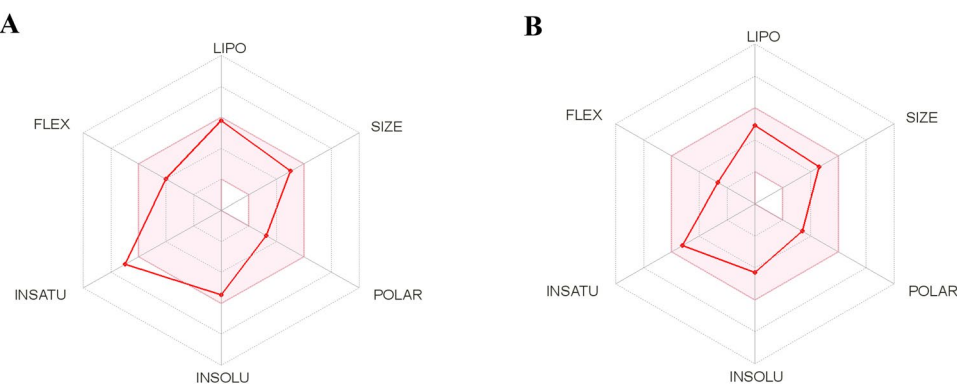 A
LIPO
FLEX
SIZE
INSATU
POLAR
INSOLU
B
LIPO
FLEX
SIZE
INSATU
POLAR
INSOLU